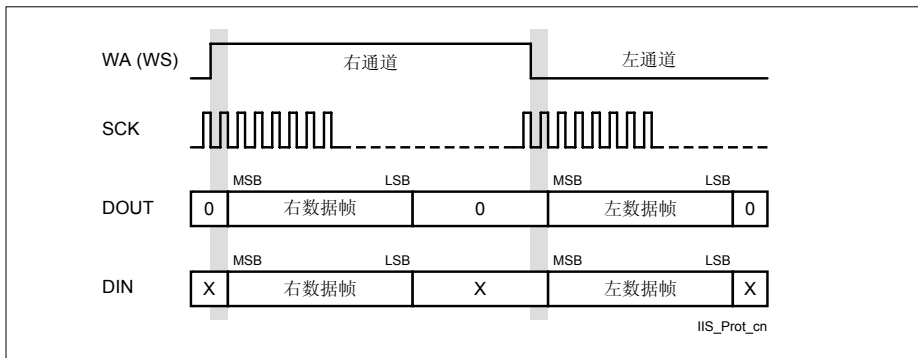 WA (WS)
右通道
左通道
SCK
MSB
LSB
MSB
LSB
DOUT
0
右数据帧
0
左数据帧
0
MSB
LSB
MSB
LSB
DIN
X
右数据帧
X
左数据帧
X
IIS_Prot_cn